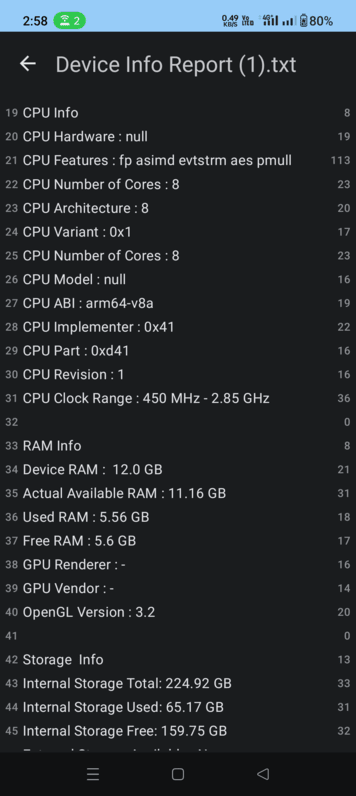 2:58 2 0.49 KB/S Vo LTE 4G 80%
Device Info Report (1).txt
19 CPU Info 8
20 CPU Hardware : null 19
21 CPU Features : fp asimd evtstrm aes pmull 113
22 CPU Number of Cores : 8 23
23 CPU Architecture : 8 20
24 CPU Variant : 0x1 17
25 CPU Number of Cores : 8 23
26 CPU Model : null 16
27 CPU ABI : arm64-v8a 19
28 CPU Implementer : 0x41 22
29 CPU Part : 0xd41 16
30 CPU Revision : 1 16
31 CPU Clock Range : 450 MHz - 2.85 GHz 36
32 0
33 RAM Info 8
34 Device RAM :  12.0 GB 21
35 Actual Available RAM : 11.16 GB 31
36 Used RAM : 5.56 GB 18
37 Free RAM : 5.6 GB 17
38 GPU Renderer : - 16
39 GPU Vendor : - 14
40 OpenGL Version : 3.2 20
41 0
42 Storage  Info 13
43 Internal Storage Total: 224.92 GB 33
44 Internal Storage Used: 65.17 GB 31
45 Internal Storage Free: 159.75 GB 32